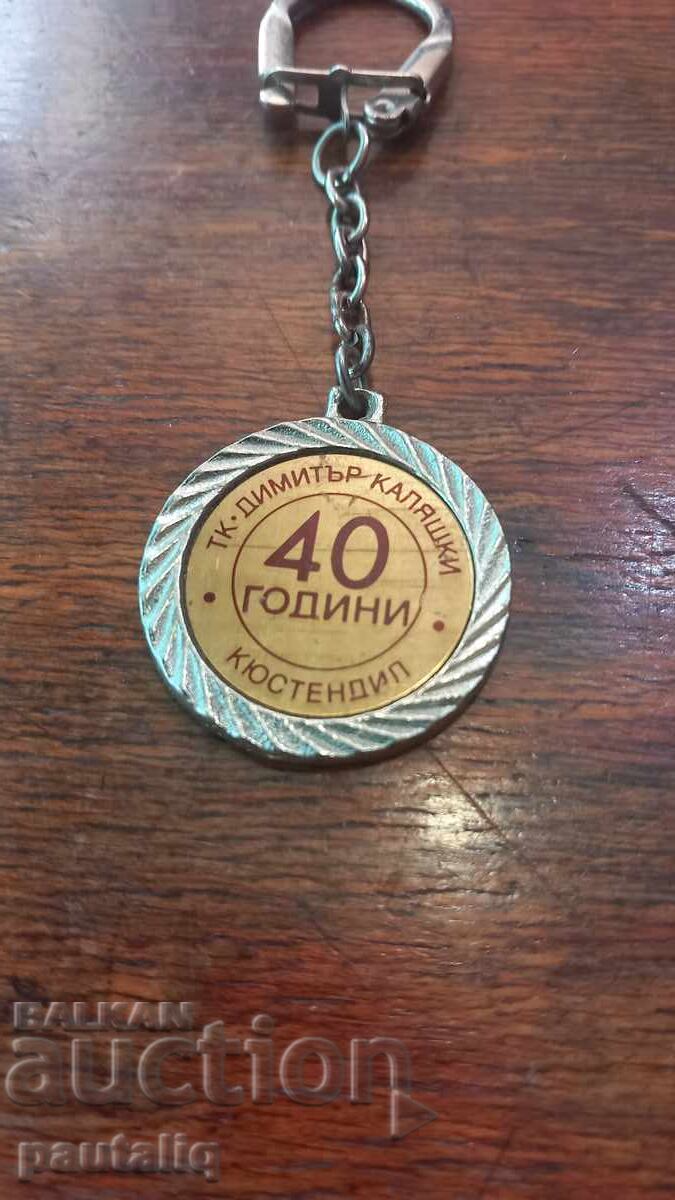 ТК·ДИМИТЪР КАЛЯШКИ
40
ГОДИНИ
КЮСТЕНДИЛ
BALKAN
auction
pautaliq